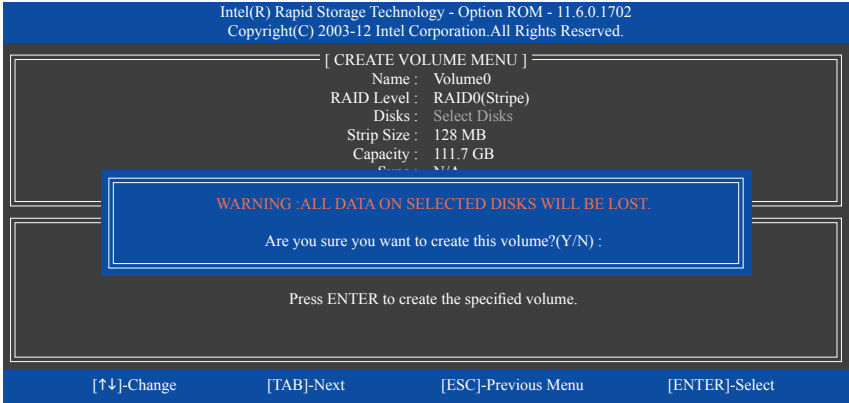 Intel(R) Rapid Storage Technology - Option ROM - 11.6.0.1702
Copyright(C) 2003-12 Intel Corporation.All Rights Reserved.
[ CREATE VOLUME MENU ]
Name : Volume0
RAID Level : RAID0(Stripe)
Disks : Select Disks
Strip Size : 128 MB
Capacity : 111.7 GB
WARNING :ALL DATA ON SELECTED DISKS WILL BE LOST.
Are you sure you want to create this volume?(Y/N) :
Press ENTER to create the specified volume.
[↑↓]-Change [TAB]-Next [ESC]-Previous Menu [ENTER]-Select